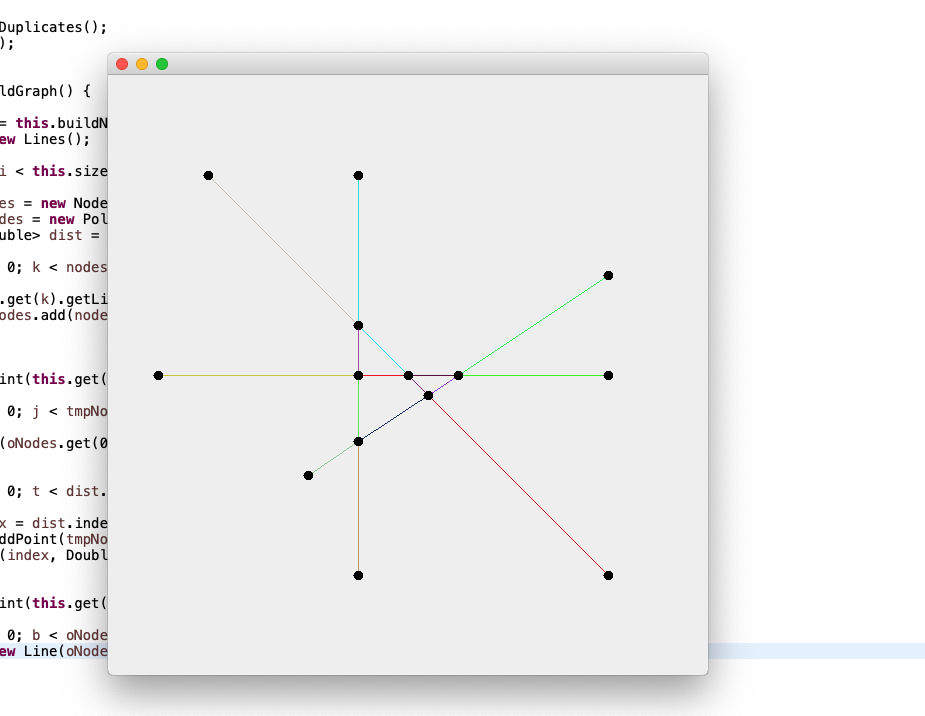 Duplicates();
);
ldGraph() {
= this.buildN
ew Lines();
i < this.size
es = new Node
des = new Pol
uble> dist =
0; k < nodes
.get(k).getLi
odes.add(node
int(this.get(
0; j < tmpNo
(oNodes.get(0
0; t < dist.
x = dist.inde
ddPoint(tmpNo
(index, Doubl
int(this.get(
0; b < oNode
ew Line(oNode